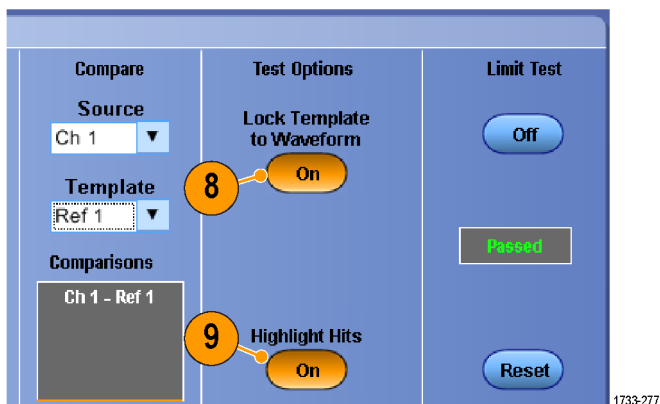 Compare
Source
Ch 1
Template
Ref 1
Comparisons
Ch 1 - Ref 1
Test Options
Lock Template
to Waveform
8
On
9
Highlight Hits
On
Limit Test
Off
Passed
Reset
1733-277